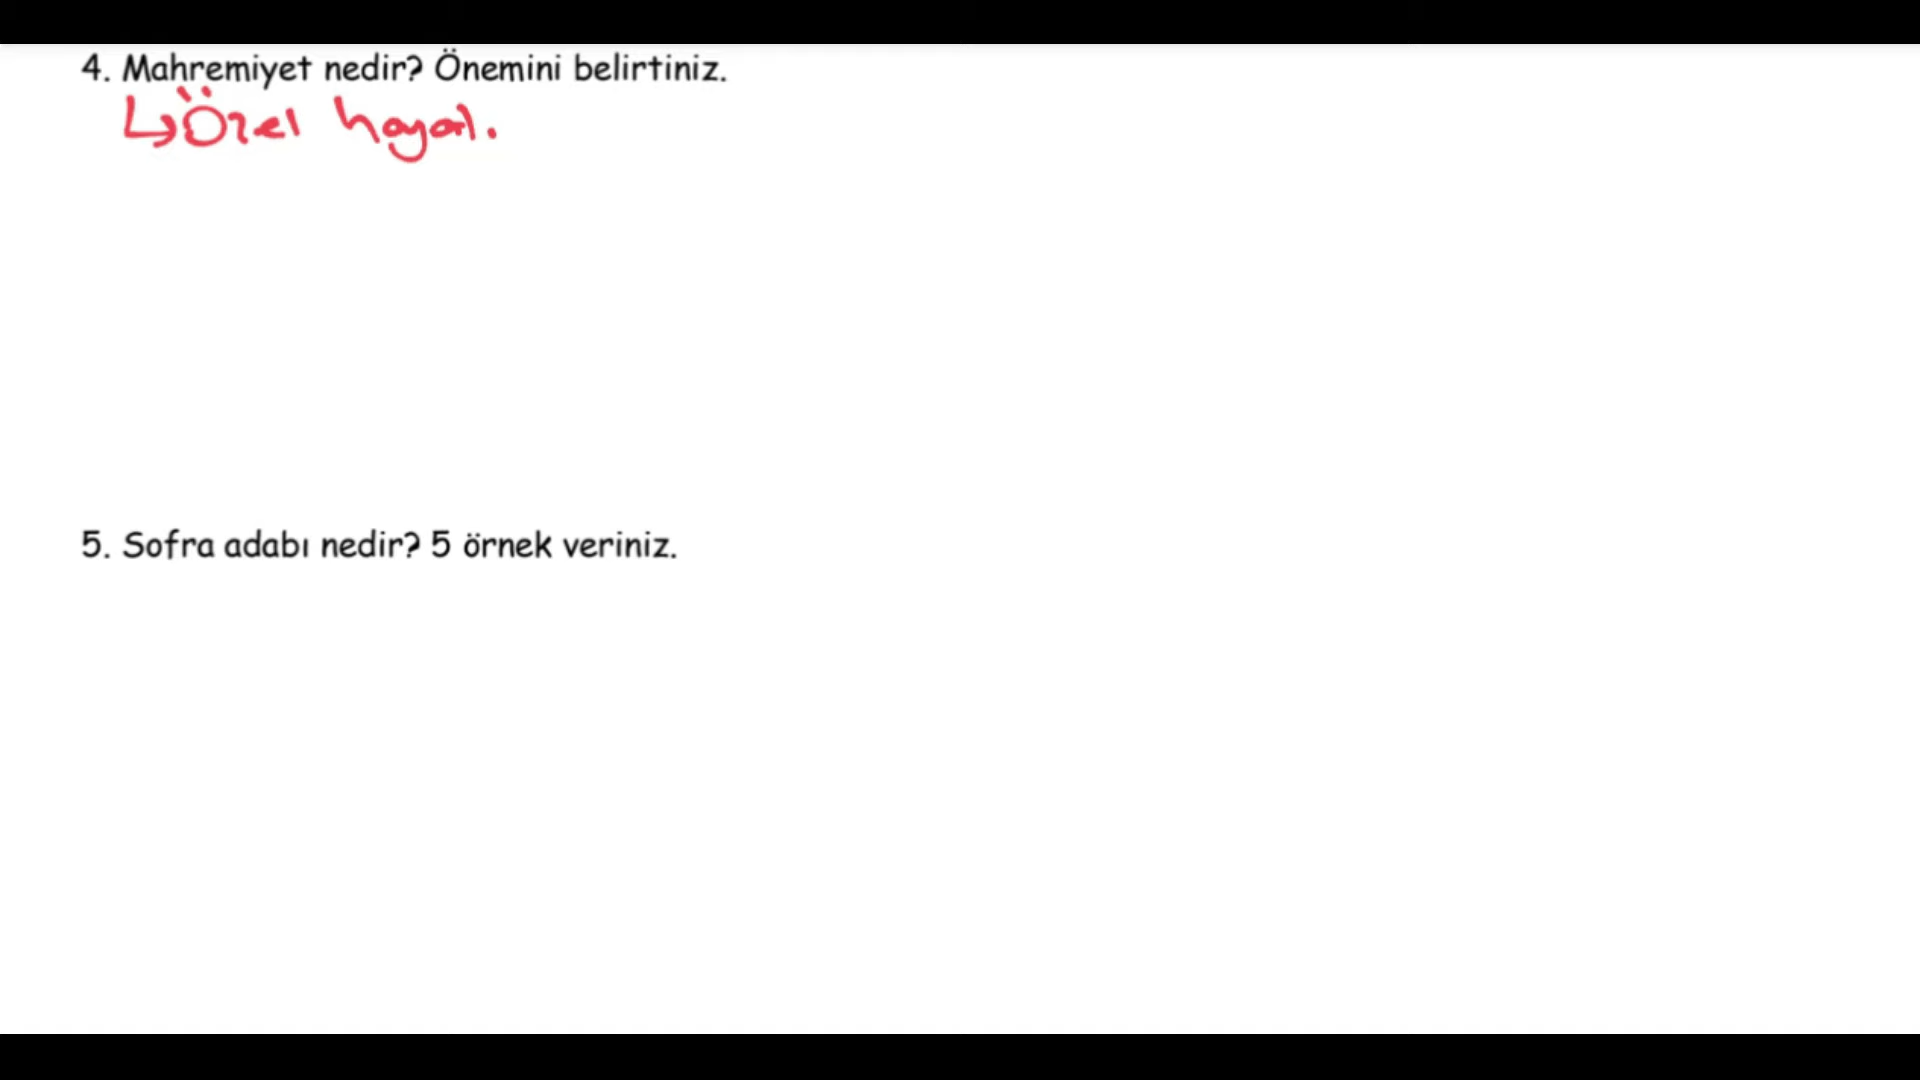 4. Mahremiyet nedir? Önemini belirtiniz.
↳Özel hayat.
5. Sofra adabı nedir? 5 örnek veriniz.